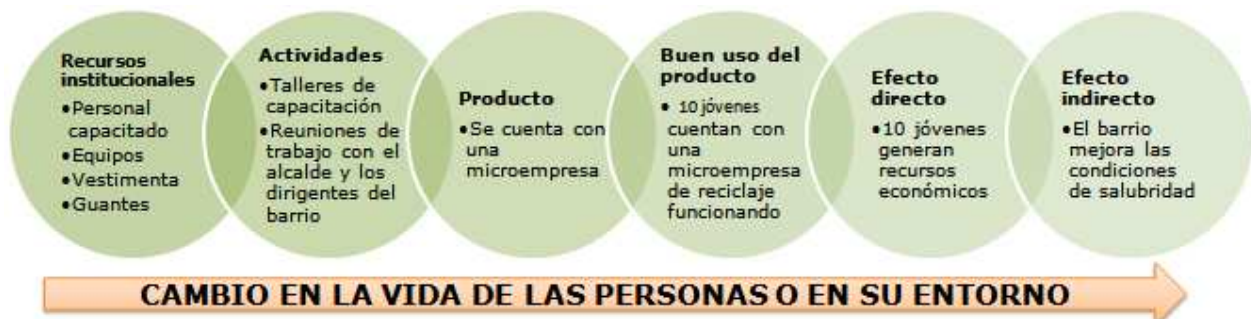 Recursos
institucionales
•Personal
capacitado
•Equipos
•Vestimenta
•Guantes
Actividades
•Talleres de
capacitación
•Reuniones de
trabajo con el
alcalde y los
dirigentes del
barrio
Producto
•Se cuenta con
una
microempresa
Buen uso del
producto
• 10 jóvenes
cuentan con
una
microempresa
de reciclaje
funcionando
Efecto
directo
•10 jóvenes
generan
recursos
económicos
Efecto
indirecto
•El barrio
mejora las
condiciones
de salubridad
CAMBIO EN LA VIDA DE LAS PERSONAS O EN SU ENTORNO